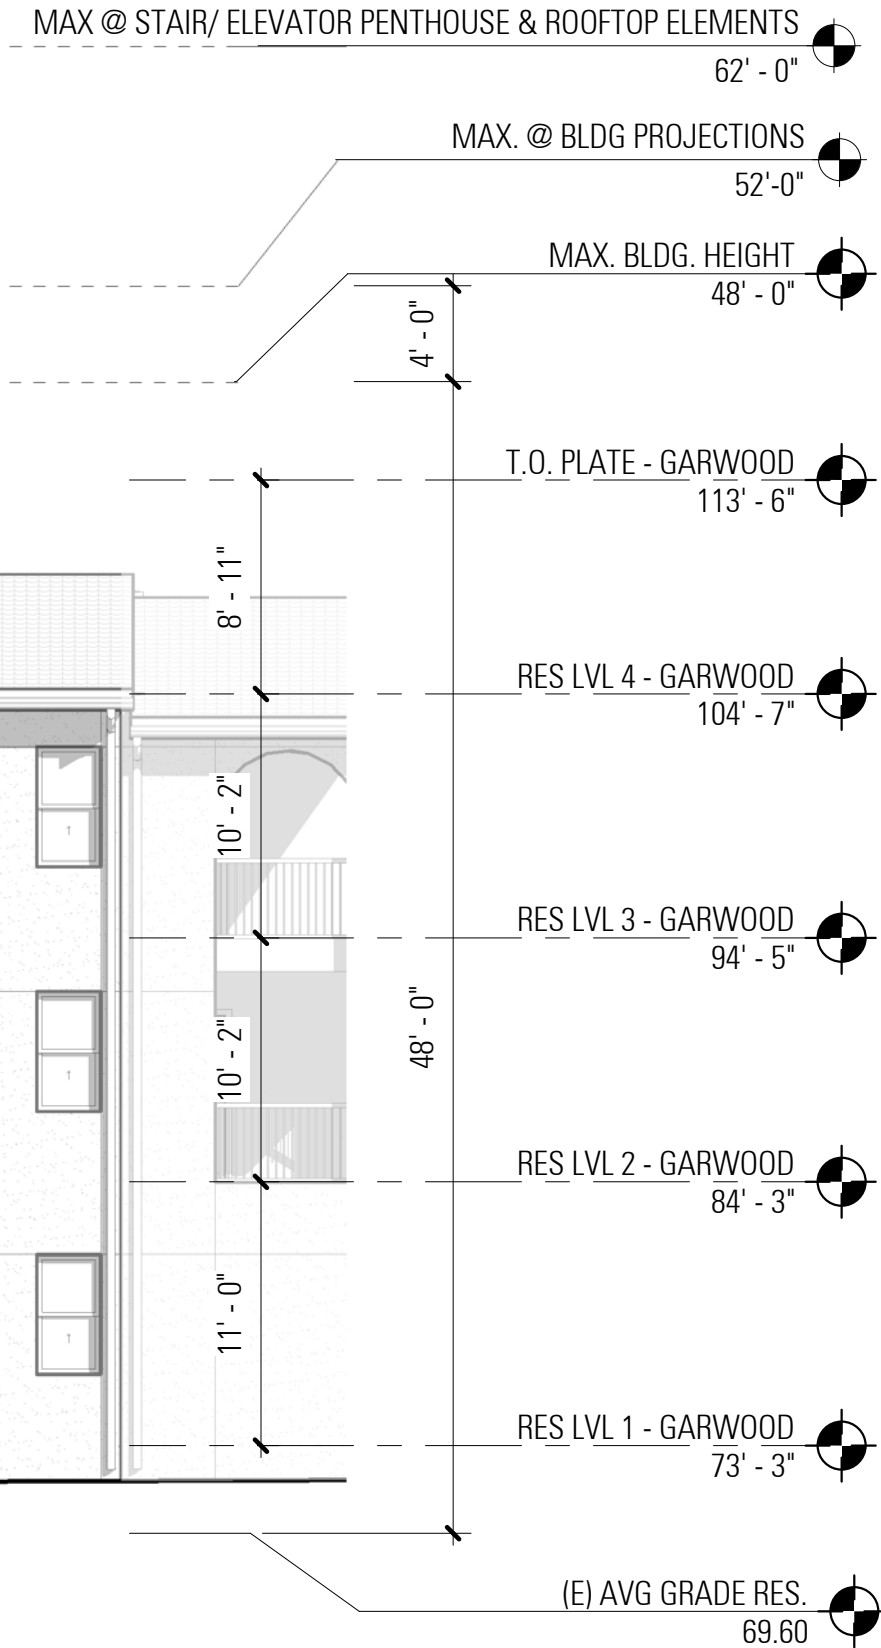 MAX @ STAIR/ ELEVATOR PENTHOUSE & ROOFTOP ELEMENTS
62' - 0"
MAX. @ BLDG PROJECTIONS
52'-0"
MAX. BLDG. HEIGHT
48' - 0"
4' - 0"
T.O. PLATE - GARWOOD
113' - 6"
8' - 11"
RES LVL 4 - GARWOOD
104' - 7"
10' - 2"
RES LVL 3 - GARWOOD
94' - 5"
48' - 0"
10' - 2"
RES LVL 2 - GARWOOD
84' - 3"
11' - 0"
RES LVL 1 - GARWOOD
73' - 3"
(E) AVG GRADE RES.
69.60